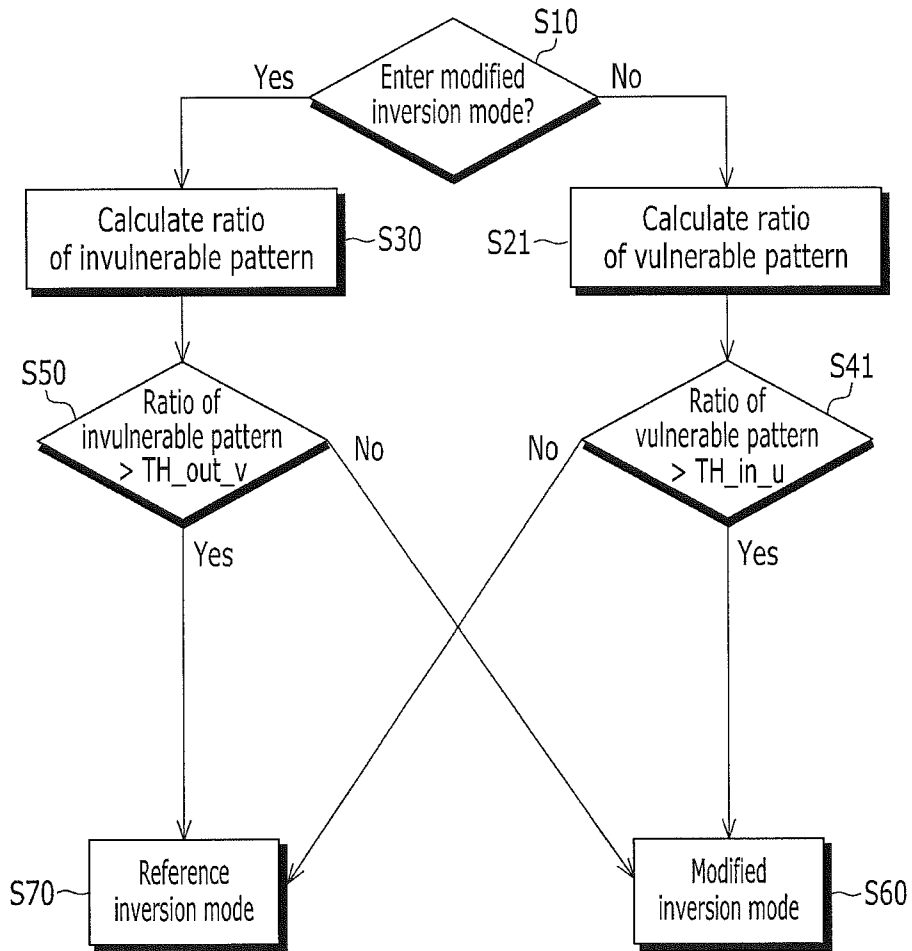 S10
Enter modified
inversion mode?
Yes
No
Calculate ratio
of invulnerable pattern
S30
S21
Calculate ratio
of vulnerable pattern
S50
Ratio of
invulnerable pattern
> TH_out_v
No
Yes
S41
Ratio of
vulnerable pattern
> TH_in_u
No
Yes
S70
Reference
inversion mode
Modified
inversion mode
S60